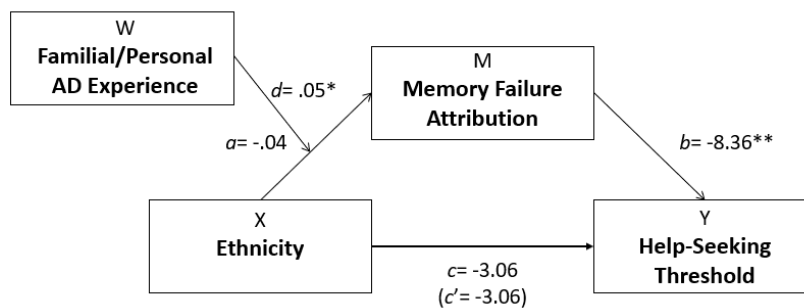 W
Familial/Personal
AD Experience
d= .05*
a= -.04
M
Memory Failure
Attribution
b= -8.36**
X
Ethnicity
c= -3.06
(c’= -3.06)
Y
Help-Seeking
Threshold